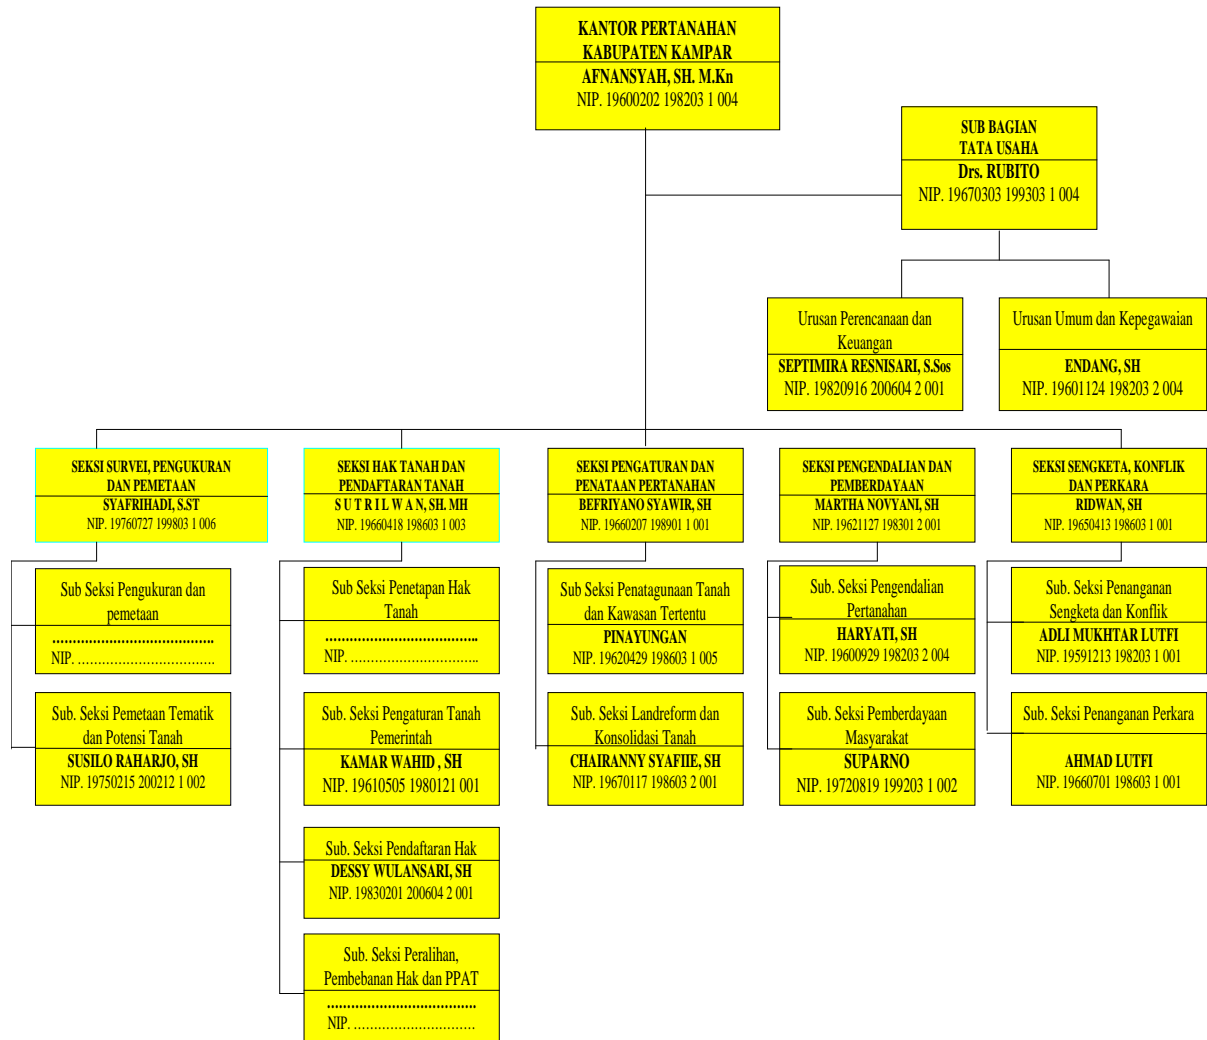 KANTOR PERTANAHAN
KABUPATEN KAMPAR
AFNANSYAH, SH. M.Kn
NIP. 19600202 198203 1 004
SUB BAGIAN
TATA USAHA
Drs. RUBITO
NIP. 19670303 199303 1 004
Urusan Perencanaan dan
Keuangan
SEPTIMIRA RESNISARI, S.Sos
NIP. 19820916 200604 2 001
Urusan Umum dan Kepegawaian
ENDANG, SH
NIP. 19601124 198203 2 004
SEKSI SURVEI, PENGUKURAN
DAN PEMETAAN
SYAFRIHADI, S.ST
NIP. 19760727 199803 1 006
SEKSI HAK TANAH DAN
PENDAFTARAN TANAH
S U T R I L W A N, SH. MH
NIP. 19660418 198603 1 003
SEKSI PENGATURAN DAN
PENATAAN PERTANAHAN
BEFRIYANO SYAWIR, SH
NIP. 19660207 198901 1 001
SEKSI PENGENDALIAN DAN
PEMBERDAYAAN
MARTHA NOVYANI, SH
NIP. 19621127 198301 2 001
SEKSI SENGKETA, KONFLIK
DAN PERKARA
RIDWAN, SH
NIP. 19650413 198603 1 001
Sub Seksi Pengukuran dan
pemetaan
........................................
NIP. ..................................
Sub Seksi Penetapan Hak
Tanah
......................................
NIP. ................................
Sub Seksi Penatagunaan Tanah
dan Kawasan Tertentu
PINAYUNGAN
NIP. 19620429 198603 1 005
Sub. Seksi Pengendalian
Pertanahan
HARYATI, SH
NIP. 19600929 198203 2 004
Sub. Seksi Penanganan
Sengketa dan Konflik
ADLI MUKHTAR LUTFI
NIP. 19591213 198203 1 001
Sub. Seksi Pemetaan Tematik
dan Potensi Tanah
SUSILO RAHARJO, SH
NIP. 19750215 200212 1 002
Sub. Seksi Pengaturan Tanah
Pemerintah
KAMAR WAHID , SH
NIP. 19610505 1980121 001
Sub. Seksi Landreform dan
Konsolidasi Tanah
CHAIRANNY SYAFIIE, SH
NIP. 19670117 198603 2 001
Sub. Seksi Pemberdayaan
Masyarakat
SUPARNO
NIP. 19720819 199203 1 002
Sub. Seksi Penanganan Perkara
AHMAD LUTFI
NIP. 19660701 198603 1 001
Sub. Seksi Pendaftaran Hak
DESSY WULANSARI, SH
NIP. 19830201 200604 2 001
Sub. Seksi Peralihan,
Pembebanan Hak dan PPAT
.....................................
NIP. ..............................